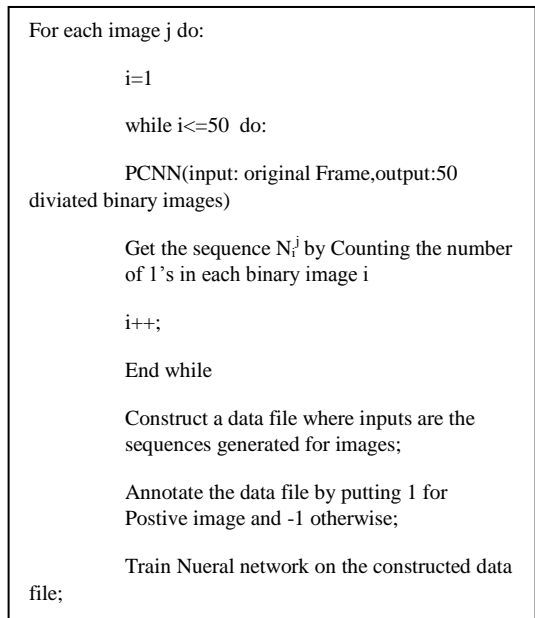 For each image j do:
i=1
while i<=50 do:
PCNN(input: original Frame,output:50
diviated binary images)
Get the sequence Nᵢʲ by Counting the number
of 1’s in each binary image i
i++;
End while
Construct a data file where inputs are the
sequences generated for images;
Annotate the data file by putting 1 for
Postive image and -1 otherwise;
Train Nueral network on the constructed data
file;